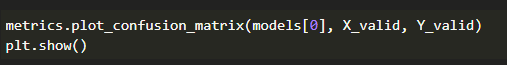 metrics.plot_confusion_matrix(models[0], X_valid, Y_valid)
plt.show()